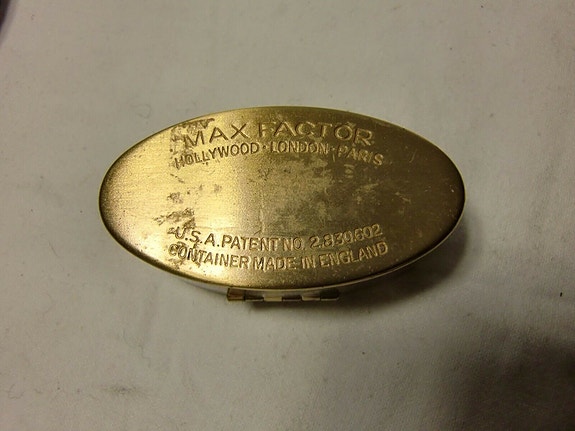 MAX FACTOR
HOLLYWOOD·LONDON·PARIS
U.S.A. PATENT NO. 2.839.602
CONTAINER MADE IN ENGLAND